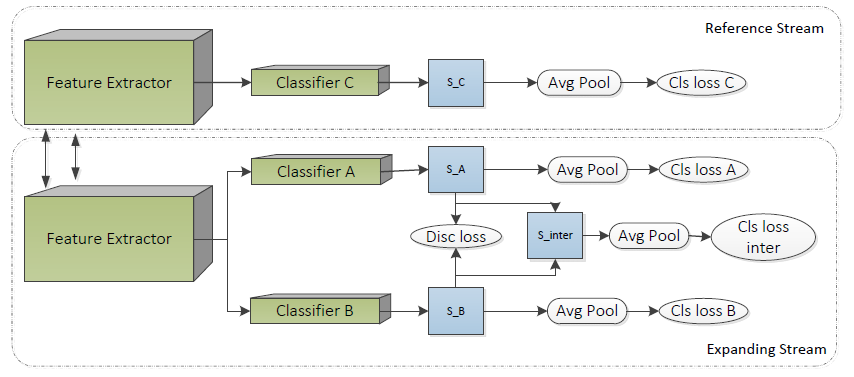 Reference Stream
Feature Extractor
Classifier C
S_C
Avg Pool
Cls loss C
Feature Extractor
Classifier A
S_A
Avg Pool
Cls loss A
Disc loss
S_inter
Avg Pool
Cls loss
inter
Classifier B
S_B
Avg Pool
Cls loss B
Expanding Stream